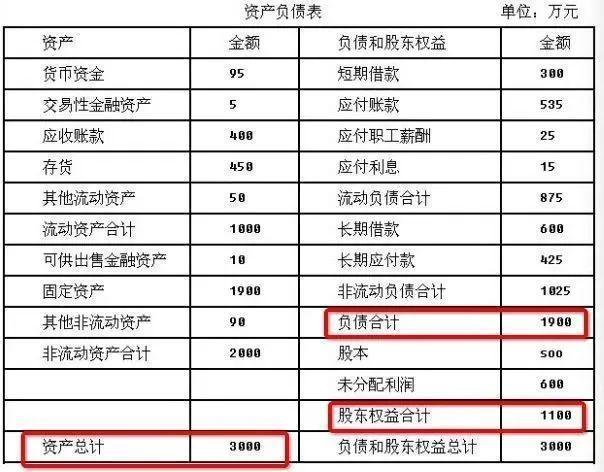 资产负债表 单位：万元
资产 金额 负债和股东权益 金额
货币资金 95 短期借款 300
交易性金融资产 5 应付账款 535
应收账款 400 应付职工薪酬 25
存货 450 应付利息 15
其他流动资产 50 流动负债合计 875
流动资产合计 1000 长期借款 600
可供出售金融资产 10 长期应付款 425
固定资产 1900 非流动负债合计 1025
其他非流动资产 90 负债合计 1900
非流动资产合计 2000 股本 500
未分配利润 600
股东权益合计 1100
资产总计 3000 负债和股东权益总计 3000